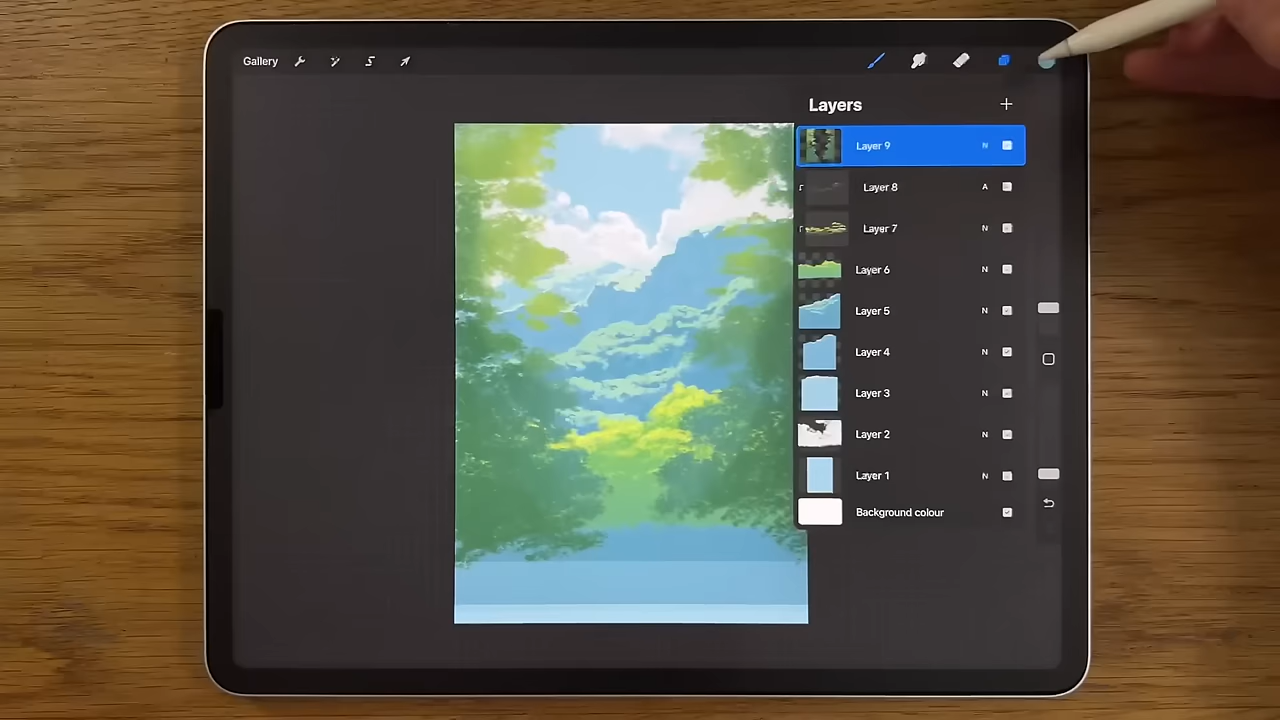 Gallery
Layers
Layer 9 N
Layer 8 A
Layer 7 N
Layer 6 N
Layer 5 N
Layer 4 N
Layer 3 N
Layer 2 N
Layer 1 N
Background colour